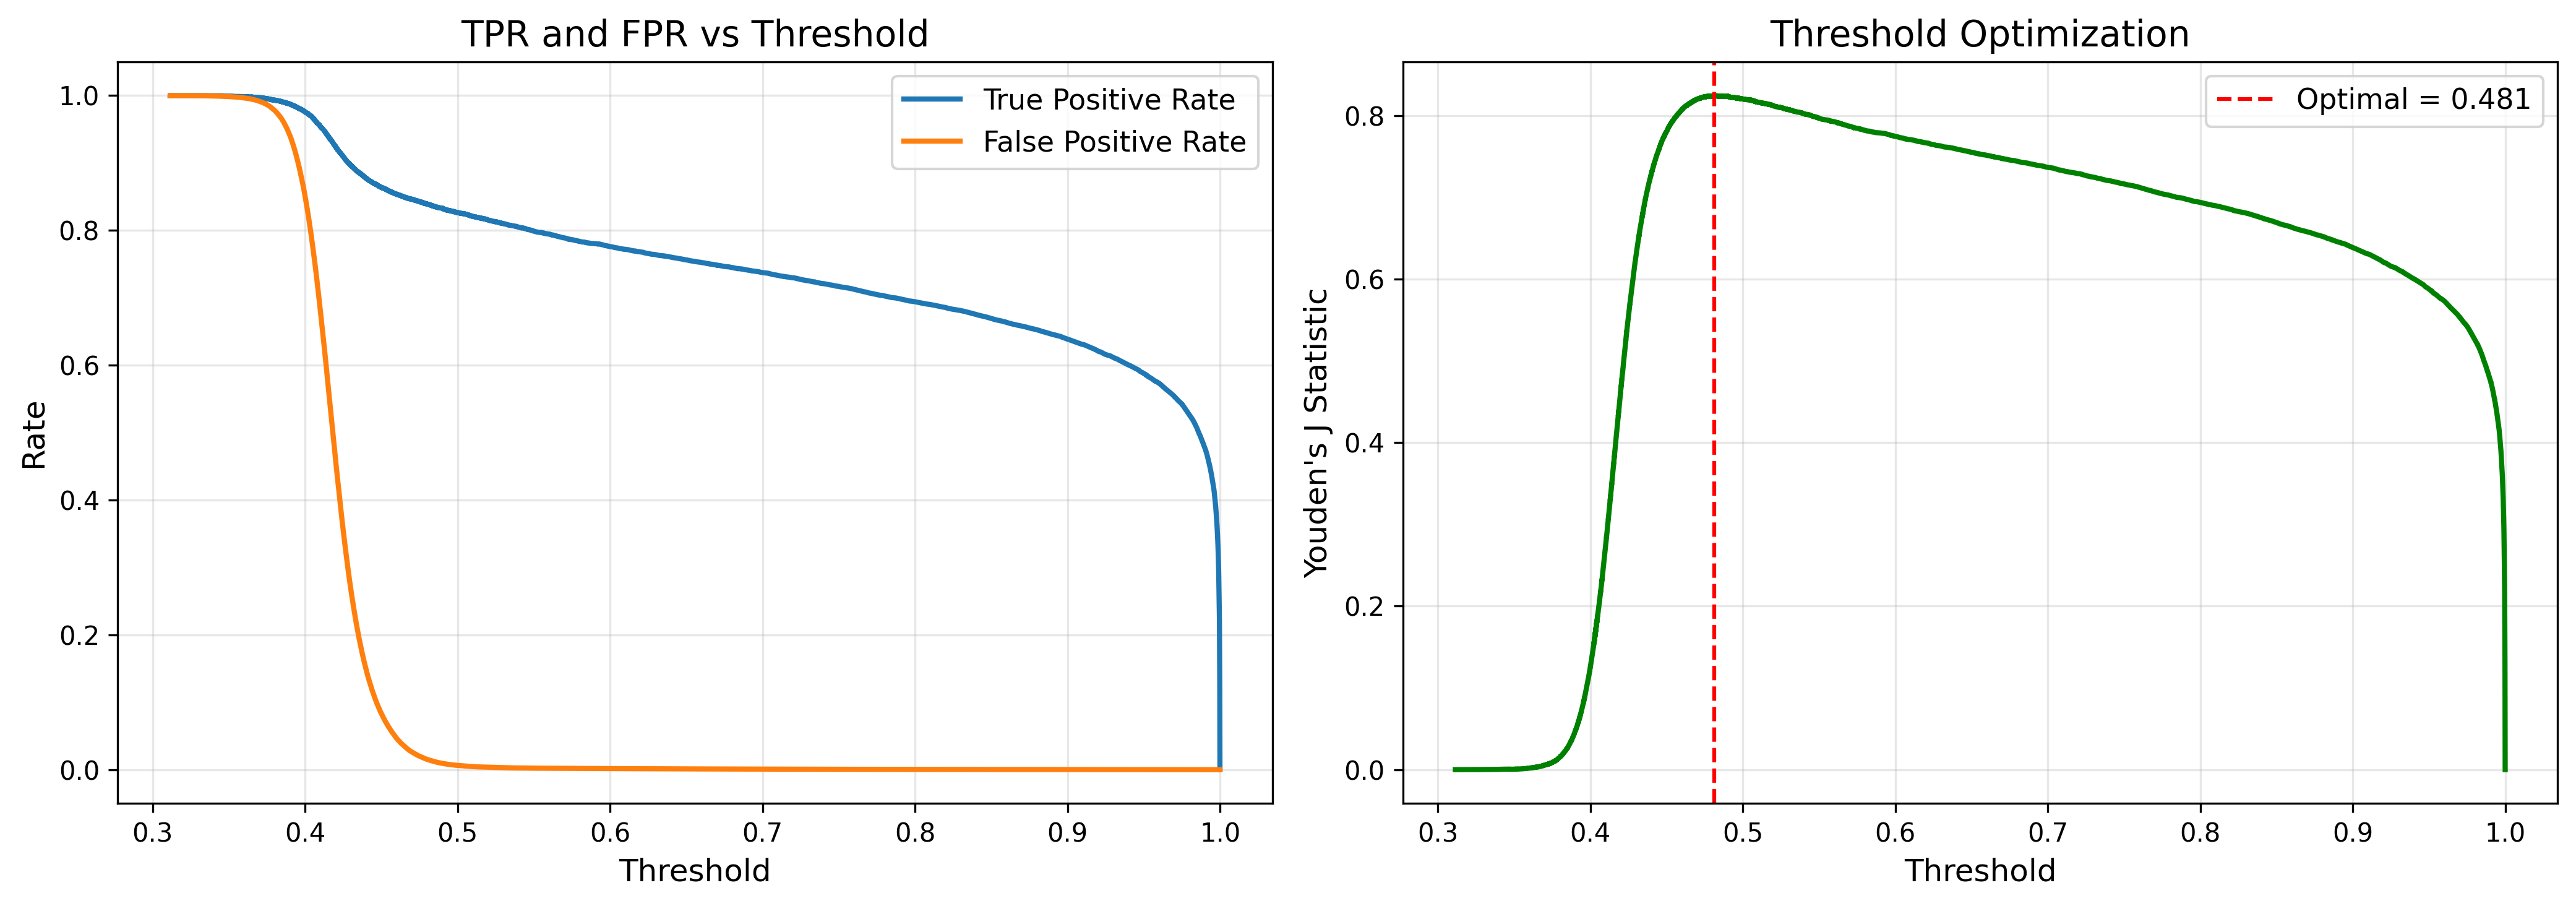 TPR and FPR vs Threshold
True Positive Rate
False Positive Rate
Rate
1.0
0.8
0.6
0.4
0.2
0.0
0.3 0.4 0.5 0.6 0.7 0.8 0.9 1.0
Threshold
Threshold Optimization
Optimal = 0.481
Youden's J Statistic
0.8
0.6
0.4
0.2
0.0
0.3 0.4 0.5 0.6 0.7 0.8 0.9 1.0
Threshold